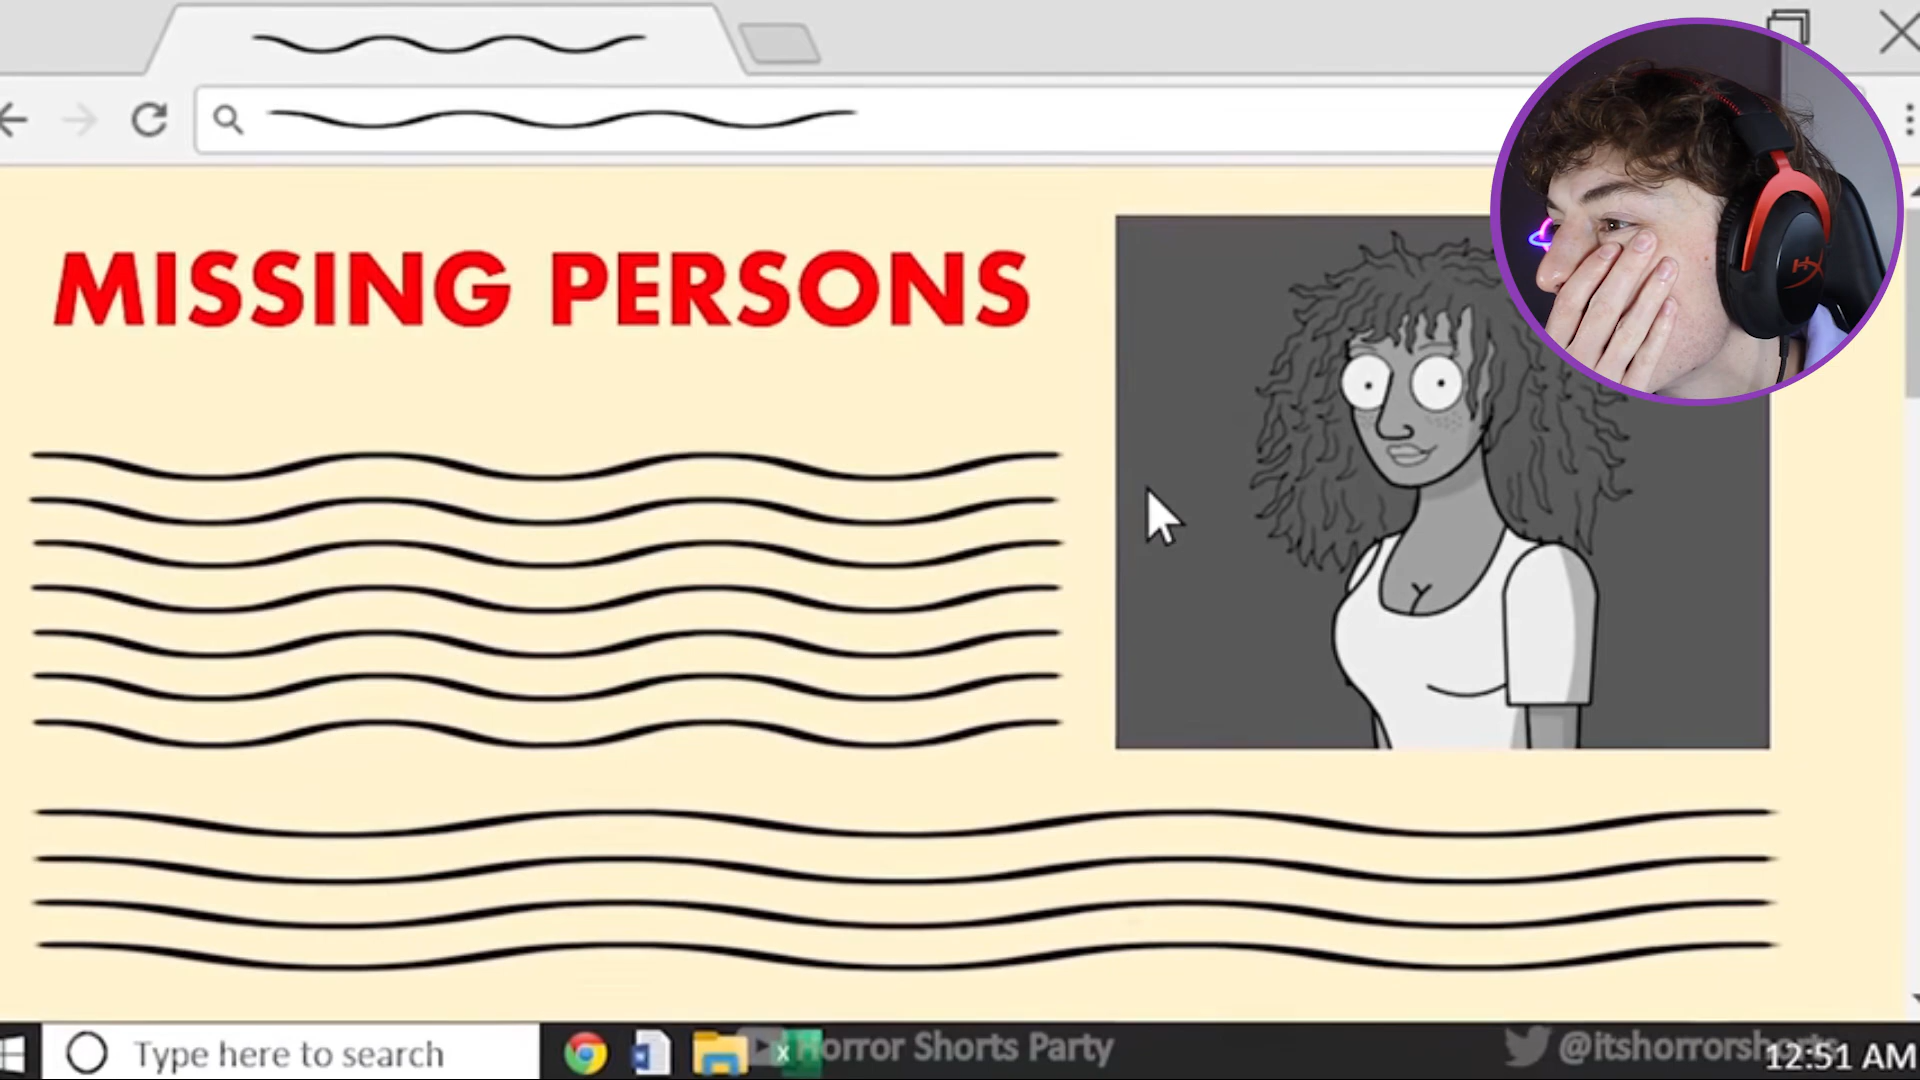 MISSING PERSONS
Type here to search
Horror Shorts Party
@itshorrorshorts
12:51 AM